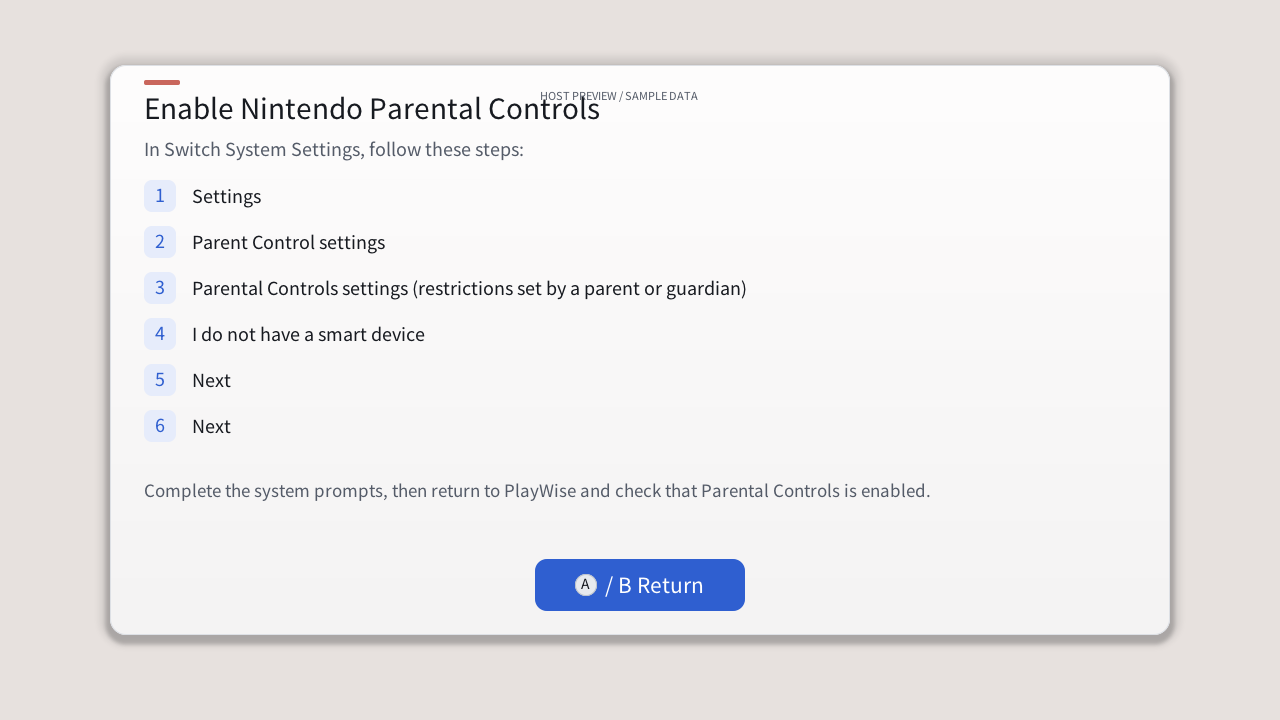 HOST PREVIEW / SAMPLE DATA
Enable Nintendo Parental Controls
In Switch System Settings, follow these steps:
1 Settings
2 Parent Control settings
3 Parental Controls settings (restrictions set by a parent or guardian)
4 I do not have a smart device
5 Next
6 Next
Complete the system prompts, then return to PlayWise and check that Parental Controls is enabled.
A / B Return